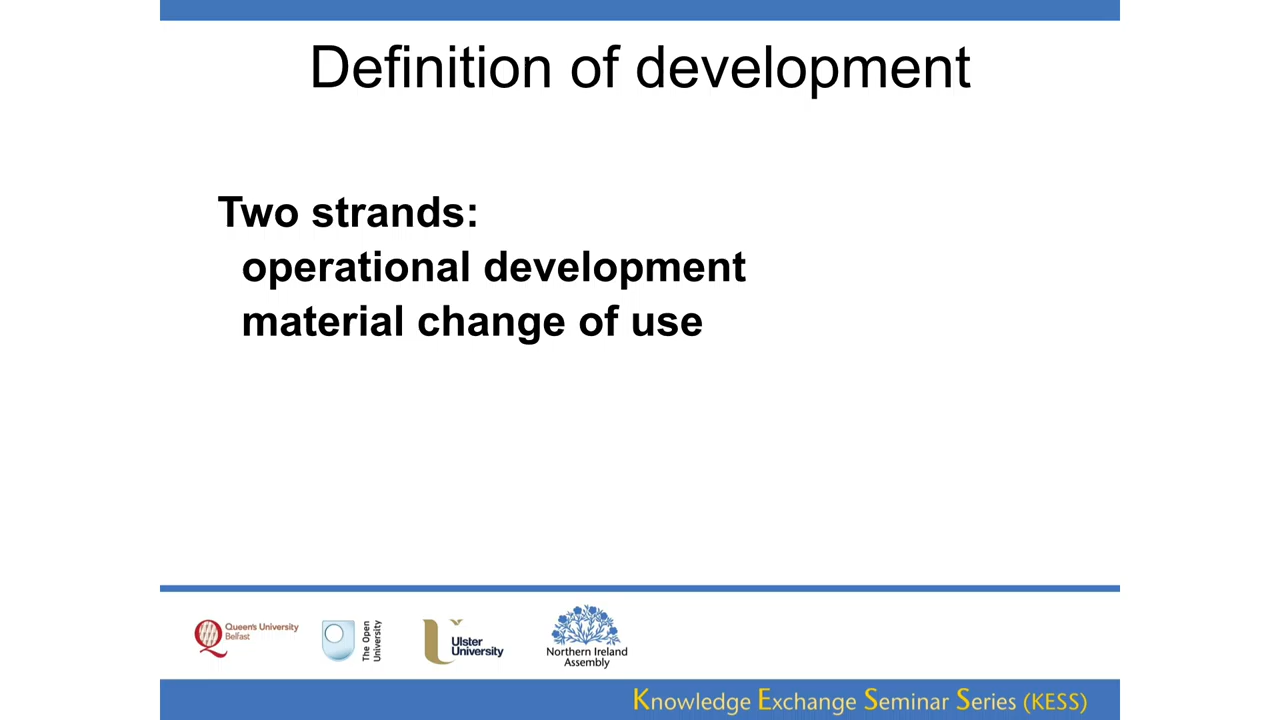 Definition of development
Two strands:
operational development
material change of use
Queen's University
Belfast
The Open
University
Ulster
University
Northern Ireland
Assembly
Knowledge Exchange Seminar Series (KESS)